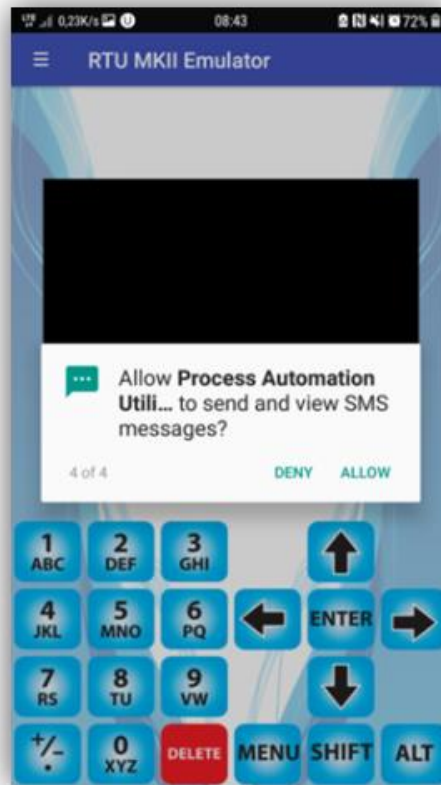 0,23K/s 08:43 72%
RTU MKII Emulator
Allow Process Automation
Utili... to send and view SMS
messages?
4 of 4 DENY ALLOW
1 2 3
ABC DEF GHI
4 5 6 ENTER
JKL MNO PQ
7 8 9
RS TU VW
+/- 0 DELETE MENU SHIFT ALT
. XYZ